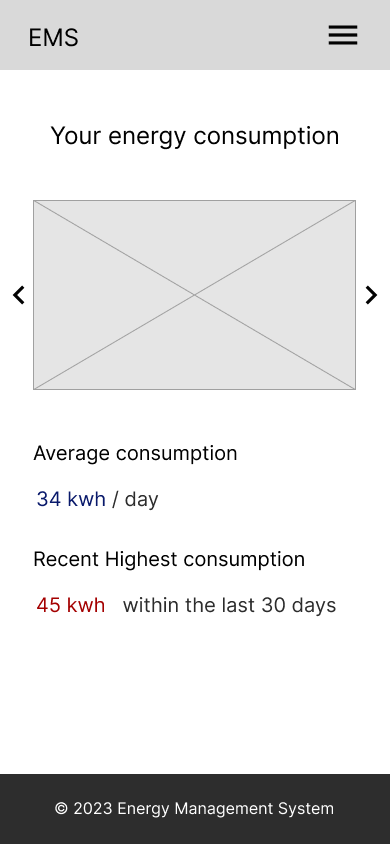 EMS
Your energy consumption
Average consumption
34 kwh / day
Recent Highest consumption
45 kwh within the last 30 days
© 2023 Energy Management System